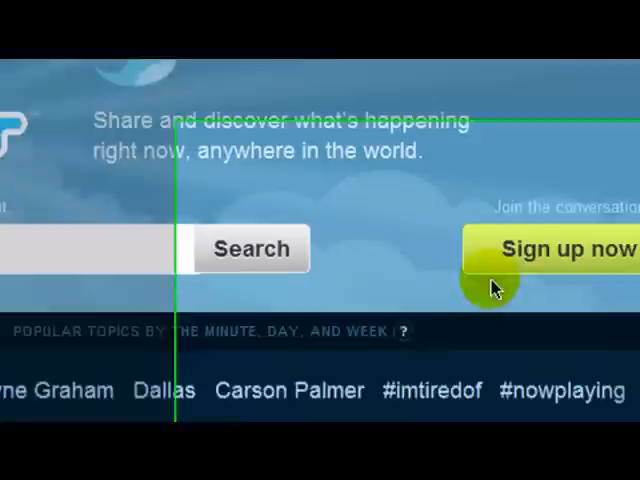 Share and discover what's happening
right now, anywhere in the world.
Join the conversation
Search
Sign up now
POPULAR TOPICS BY THE MINUTE, DAY, AND WEEK ?
Graham Dallas Carson Palmer #imtiredof #nowplaying